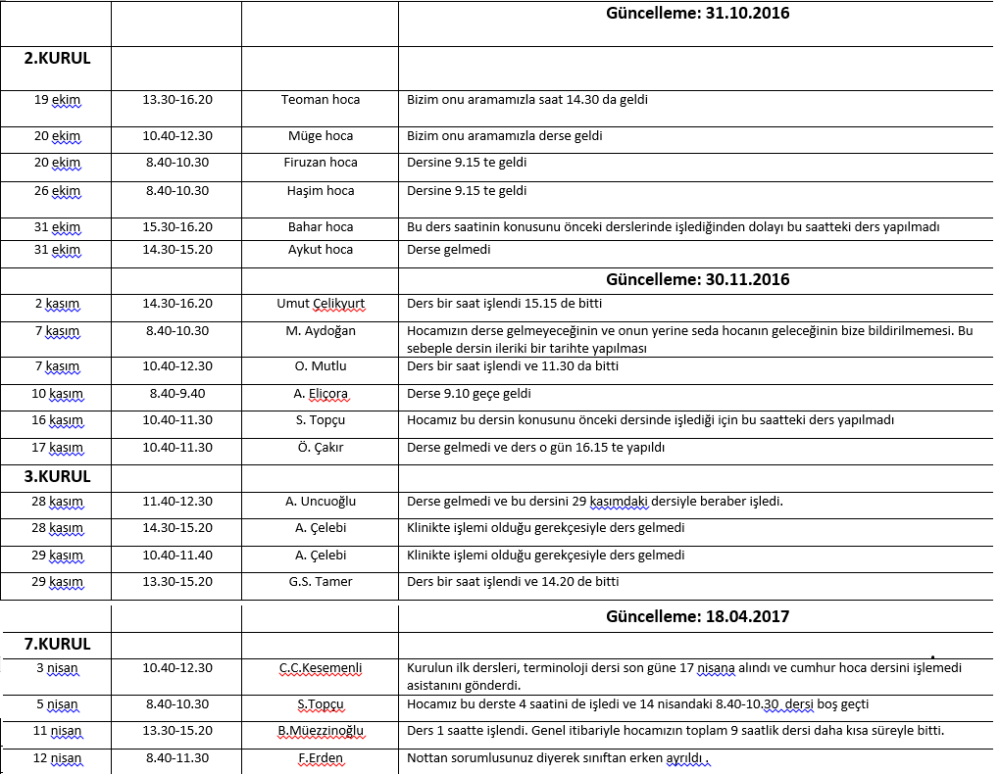 Güncelleme: 31.10.2016
2.KURUL
19 ekim 13.30-16.20 Teoman hoca Bizim onu aramamızla saat 14.30 da geldi
20 ekim 10.40-12.30 Müge hoca Bizim onu aramamızla derse geldi
20 ekim 8.40-10.30 Firuzan hoca Dersine 9.15 te geldi
26 ekim 8.40-10.30 Haşim hoca Dersine 9.15 te geldi
31 ekim 15.30-16.20 Bahar hoca Bu ders saatinin konusunu önceki derslerinde işlediğinden dolayı bu saatteki ders yapılmadı
31 ekim 14.30-15.20 Aykut hoca Derse gelmedi
Güncelleme: 30.11.2016
2 kasım 14.30-16.20 Umut Çelikyurt Ders bir saat işlendi 15.15 de bitti
7 kasım 8.40-10.30 M. Aydoğan Hocamızın derse gelmeyeceğinin ve onun yerine seda hocanın geleceğinin bize bildirilmemesi. Bu
sebeple dersin ileriki bir tarihte yapılması
7 kasım 10.40-12.30 O. Mutlu Ders bir saat işlendi ve 11.30 da bitti
10 kasım 8.40-9.40 A. Eliçora Derse 9.10 geçe geldi
16 kasım 10.40-11.30 S. Topçu Hocamız bu dersin konusunu önceki dersinde işlediği için bu saatteki ders yapılmadı
17 kasım 10.40-11.30 Ö. Çakır Derse gelmedi ve ders o gün 16.15 te yapıldı
3.KURUL
28 kasım 11.40-12.30 A. Uncuoğlu Derse gelmedi ve bu dersini 29 kasımdaki dersiyle beraber işledi.
28 kasım 14.30-15.20 A. Çelebi Klinikte işlemi olduğu gerekçesiyle ders gelmedi
29 kasım 10.40-11.40 A. Çelebi Klinikte işlemi olduğu gerekçesiyle ders gelmedi
29 kasım 13.30-15.20 G.S. Tamer Ders bir saat işlendi ve 14.20 de bitti
Güncelleme: 18.04.2017
7.KURUL
3 nisan 10.40-12.30 C.C.Kesemenli Kurulun ilk dersleri, terminoloji dersi son güne 17 nisana alındı ve cumhur hoca dersini işlemedi
asistanını gönderdi.
5 nisan 8.40-10.30 S.Topçu Hocamız bu derste 4 saatini de işledi ve 14 nisandaki 8.40-10.30 dersi boş geçti
11 nisan 13.30-15.20 B.Müezzinoğlu Ders 1 saatte işlendi. Genel itibariyle hocamızın toplam 9 saatlik dersi daha kısa süreyle bitti.
12 nisan 8.40-11.30 F.Erden Nottan sorumlusunuz diyerek sınıftan erken ayrıldı .